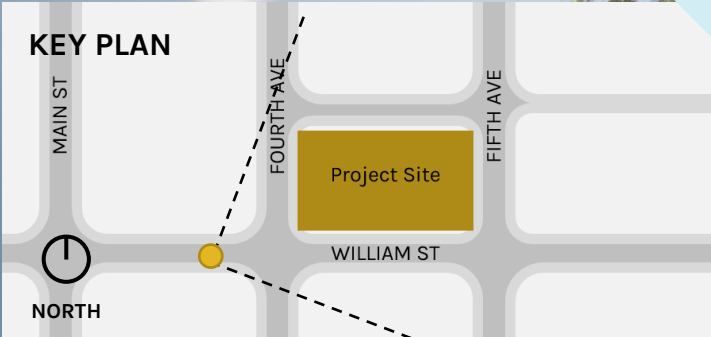 KEY PLAN
MAIN ST
FOURTH AVE
FIFTH AVE
Project Site
WILLIAM ST
NORTH